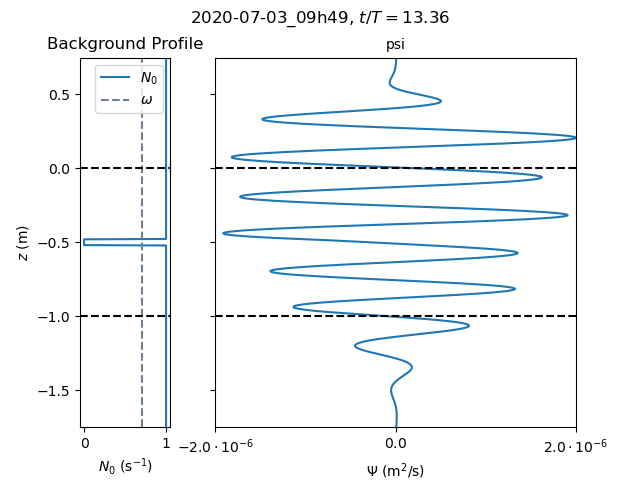 2020-07-03_09h49, t/T = 13.36
Background Profile
psi
N₀
ω
0.5
0.0
−0.5
−1.0
−1.5
z (m)
0 1
N₀ (s⁻¹)
−2.0 · 10⁻⁶ 0.0 2.0 · 10⁻⁶
Ψ (m²/s)